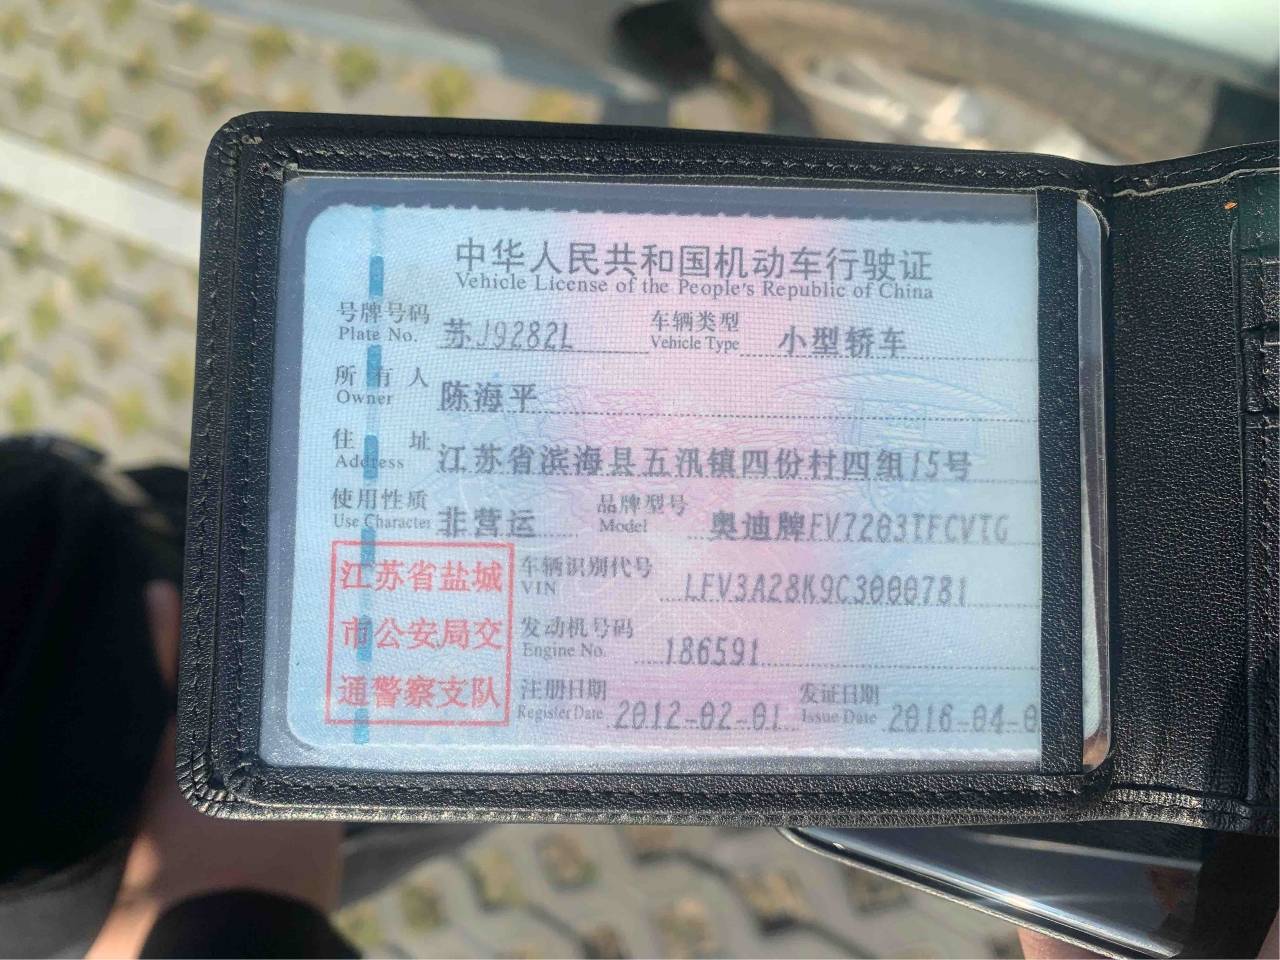 中华人民共和国机动车行驶证
Vehicle License of the People's Republic of China
号牌号码 苏J9282L 车辆类型 小型轿车
Plate No. Vehicle Type
所有人 陈海平
Owner
住址 江苏省滨海县五汛镇四份村四组15号
Address
使用性质 非营运 品牌型号 奥迪牌FV7203TFCVTG
Use Character Model
江苏省盐城
市公安局交
通警察支队
车辆识别代号 LFV3A28K9C3000781
VIN
发动机号码 186591
Engine No.
注册日期 2012-02-01 发证日期 2016-04-0
Register Date Issue Date